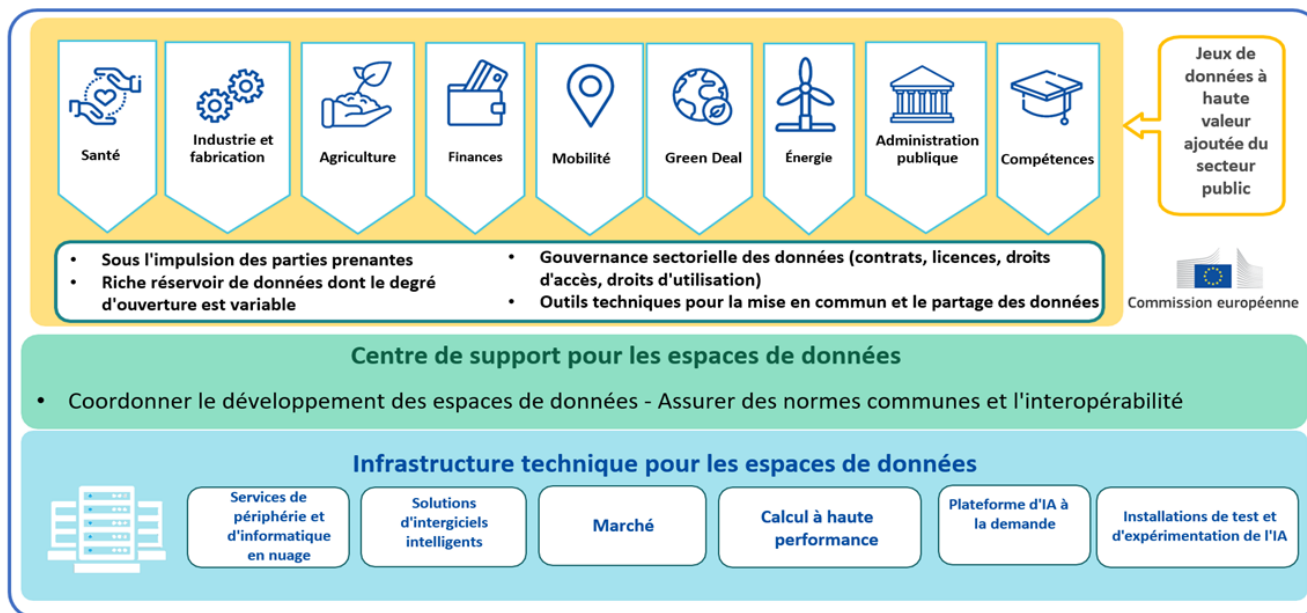 Santé
Industrie et
fabrication
Agriculture
Finances
Mobilité
Green Deal
Énergie
Administration
publique
Compétences
Jeux de
données à
haute
valeur
ajoutée du
secteur
public
• Sous l'impulsion des parties prenantes
• Riche réservoir de données dont le degré
d'ouverture est variable
• Gouvernance sectorielle des données (contrats, licences, droits
d'accès, droits d'utilisation)
• Outils techniques pour la mise en commun et le partage des données
Commission européenne
Centre de support pour les espaces de données
• Coordonner le développement des espaces de données - Assurer des normes communes et l'interopérabilité
Infrastructure technique pour les espaces de données
Services de
périphérie et
d'informatique
en nuage
Solutions
d'intergiciels
intelligents
Marché
Calcul à haute
performance
Plateforme d'IA à
la demande
Installations de test et
d'expérimentation de l'IA